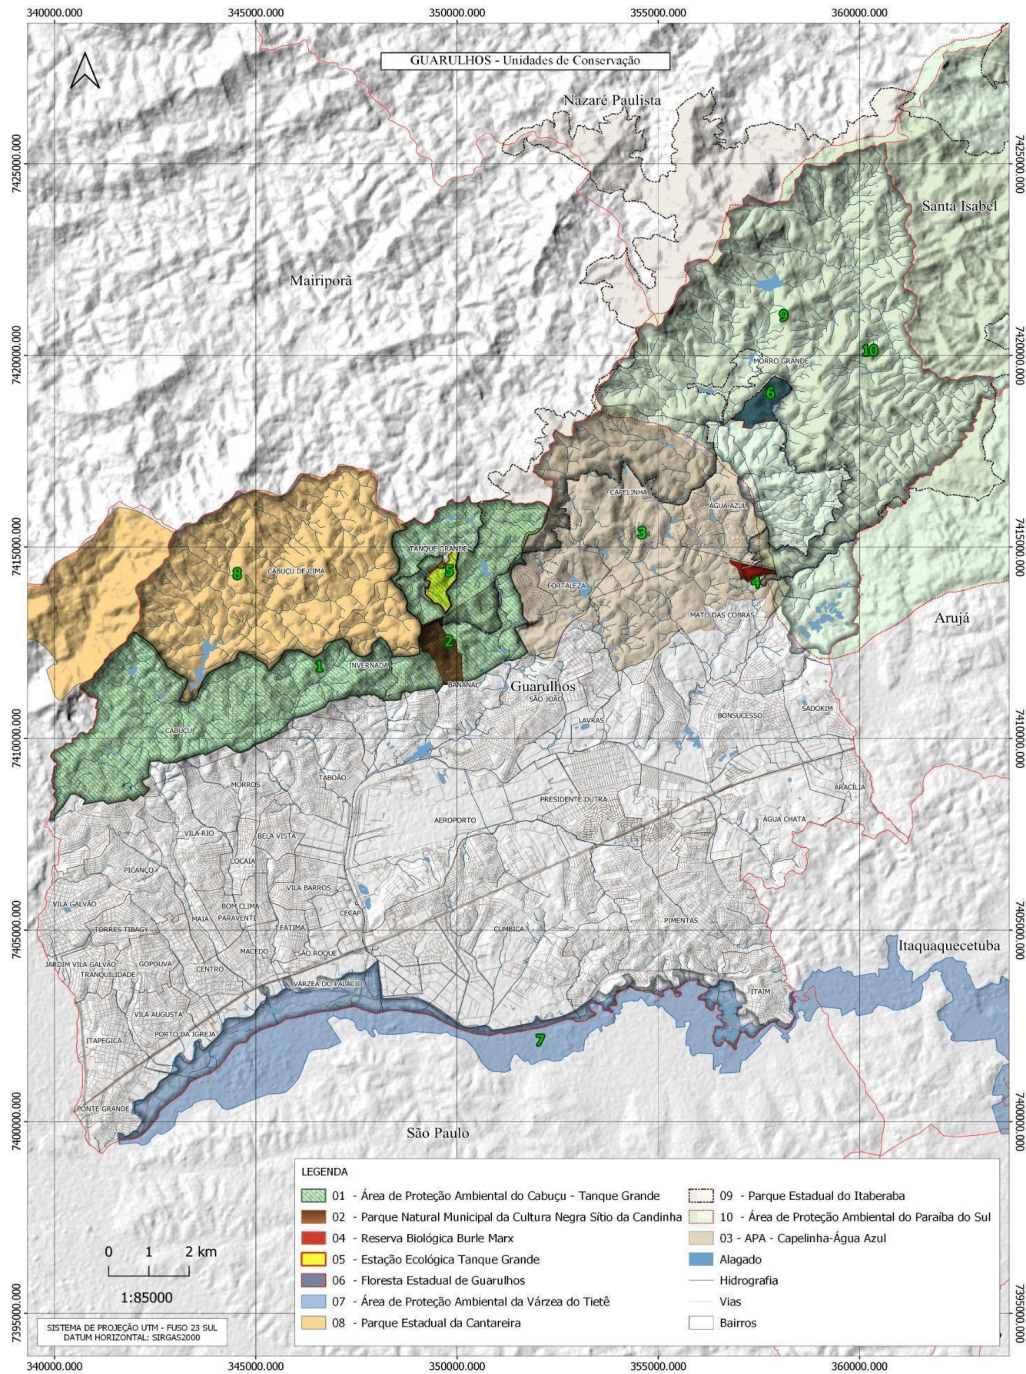 340000.000 345000.000 350000.000 355000.000 360000.000
GUARULHOS - Unidades de Conservação
Nazaré Paulista
7425000.000 7425000.000
Santa Isabel
Mairiporã
9
7420000.000 7420000.000
10
MORRO GRANDE
6
CAPELINHA
ÁGUA AZUL
7415000.000 7415000.000
3
TANQUE GRANDE
8
CABUÇU DE CIMA
5
FORTALEZA
4
MATO DAS COBRAS
Arujá
2
1
INVERNADA
BANANAL
Guarulhos
SÃO JOÃO
LAVRAS
BONSUCESSO
SADOKIM
CABUÇU
7410000.000 7410000.000
MORROS
TABOÃO
ARACÍLIA
PRESIDENTE DUTRA
AEROPORTO
ÁGUA CHATA
VILA RIO
BELA VISTA
COCAIA
PICANÇO
VILA BARROS
VILA GALVÃO
BOM CLIMA
CECAP
MAIA
PARAVENTI
PIMENTAS
7405000.000 7405000.000
TORRES TIBAGY
FÁTIMA
CUMBICA
Itaquaquecetuba
MACEDO
SÃO ROQUE
JARDIM VILA GALVÃO
GOPOUVA
CENTRO
TRANQUILIDADE
VÁRZEA DO PALÁCIO
ITAIM
VILA AUGUSTA
PORTO DA IGREJA
ITAPEGICA
7
PONTE GRANDE
7400000.000 7400000.000
São Paulo
LEGENDA
01 - Área de Proteção Ambiental do Cabuçu - Tanque Grande
02 - Parque Natural Municipal da Cultura Negra Sítio da Candinha
04 - Reserva Biológica Burle Marx
05 - Estação Ecológica Tanque Grande
06 - Floresta Estadual de Guarulhos
07 - Área de Proteção Ambiental da Várzea do Tietê
08 - Parque Estadual da Cantareira
09 - Parque Estadual do Itaberaba
10 - Área de Proteção Ambiental do Paraíba do Sul
03 - APA - Capelinha-Água Azul
Alagado
Hidrografia
Vias
Bairros
0 1 2 km
1:85000
7395000.000 7395000.000
SISTEMA DE PROJEÇÃO UTM - FUSO 23 SUL
DATUM HORIZONTAL: SIRGAS2000
340000.000 345000.000 350000.000 355000.000 360000.000